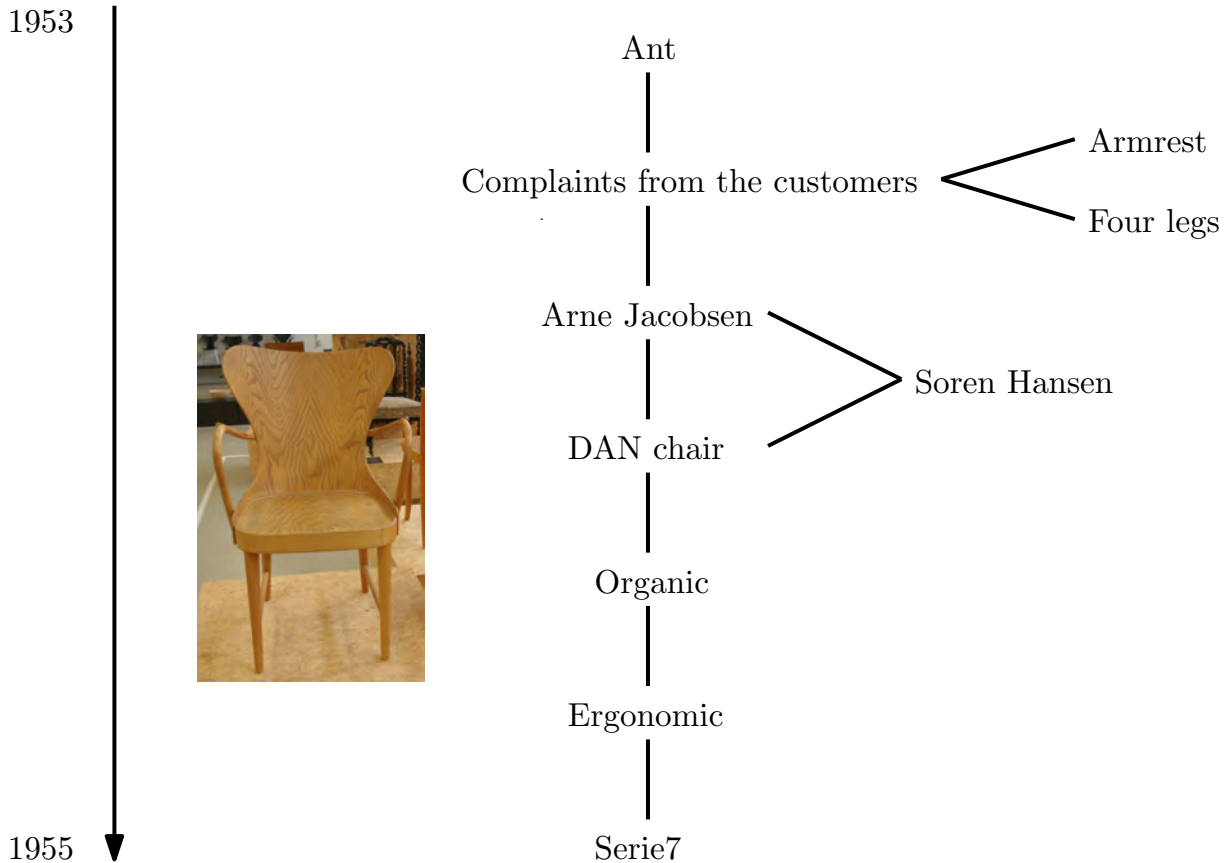 1953
Ant
Armrest
Complaints from the customers
Four legs
Arne Jacobsen
Soren Hansen
DAN chair
Organic
Ergonomic
1955
Serie7